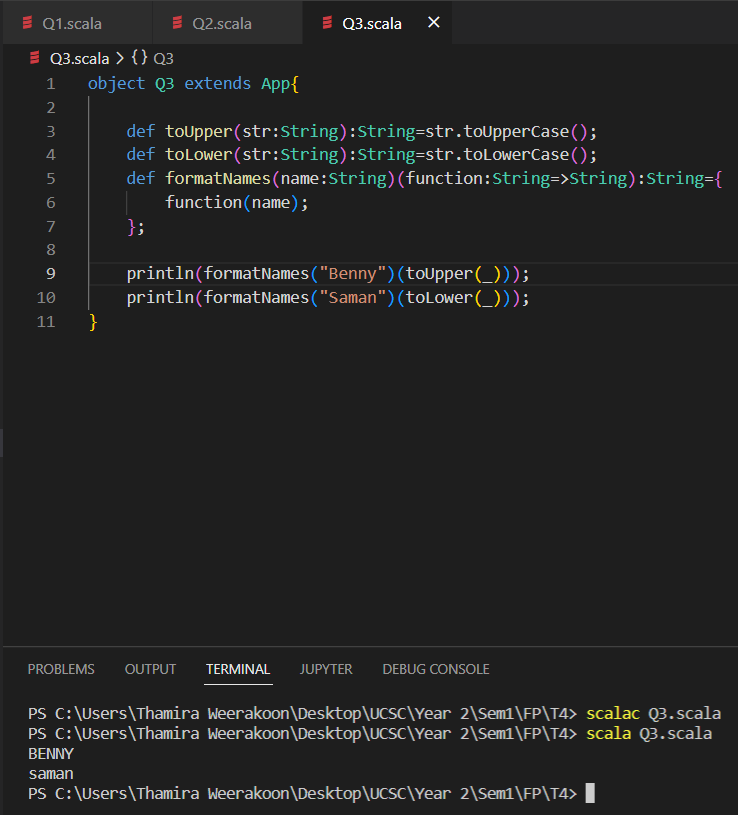 Q1.scala Q2.scala Q3.scala ×
Q3.scala > {} Q3
1 object Q3 extends App{
2
3 def toUpper(str:String):String=str.toUpperCase();
4 def toLower(str:String):String=str.toLowerCase();
5 def formatNames(name:String)(function:String=>String):String={
6 function(name);
7 };
8
9 println(formatNames("Benny")(toUpper(_)));
10 println(formatNames("Saman")(toLower(_)));
11 }
PROBLEMS OUTPUT TERMINAL JUPYTER DEBUG CONSOLE
PS C:\Users\Thamira Weerakoon\Desktop\UCSC\Year 2\Sem1\FP\T4> scalac Q3.scala
PS C:\Users\Thamira Weerakoon\Desktop\UCSC\Year 2\Sem1\FP\T4> scala Q3.scala
BENNY
saman
PS C:\Users\Thamira Weerakoon\Desktop\UCSC\Year 2\Sem1\FP\T4>